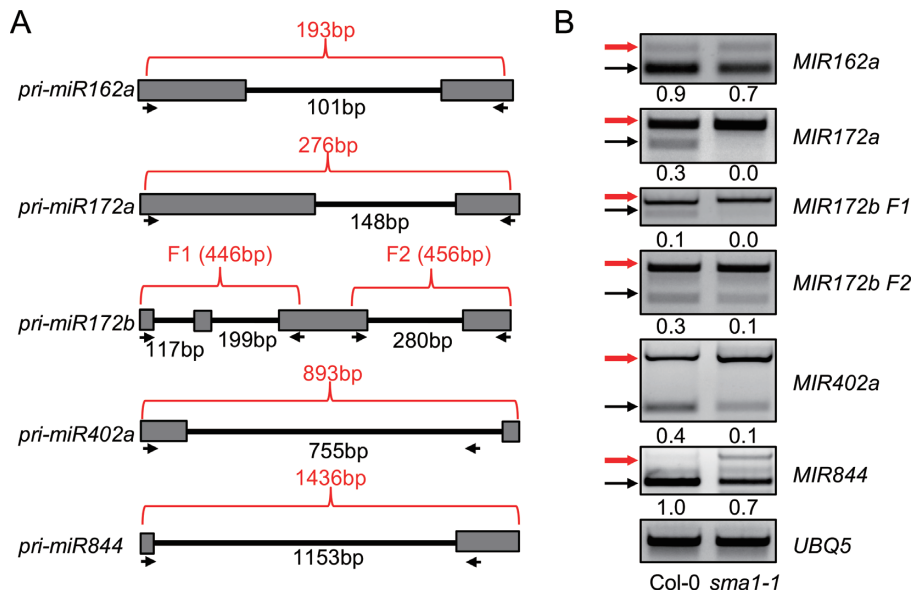 A
193bp
pri-miR162a
101bp
276bp
pri-miR172a
148bp
F1 (446bp)
F2 (456bp)
pri-miR172b
117bp
199bp
280bp
893bp
pri-miR402a
755bp
1436bp
pri-miR844
1153bp
B
MIR162a
0.9 0.7
MIR172a
0.3 0.0
MIR172b F1
0.1 0.0
MIR172b F2
0.3 0.1
MIR402a
0.4 0.1
MIR844
1.0 0.7
UBQ5
Col-0 sma1-1